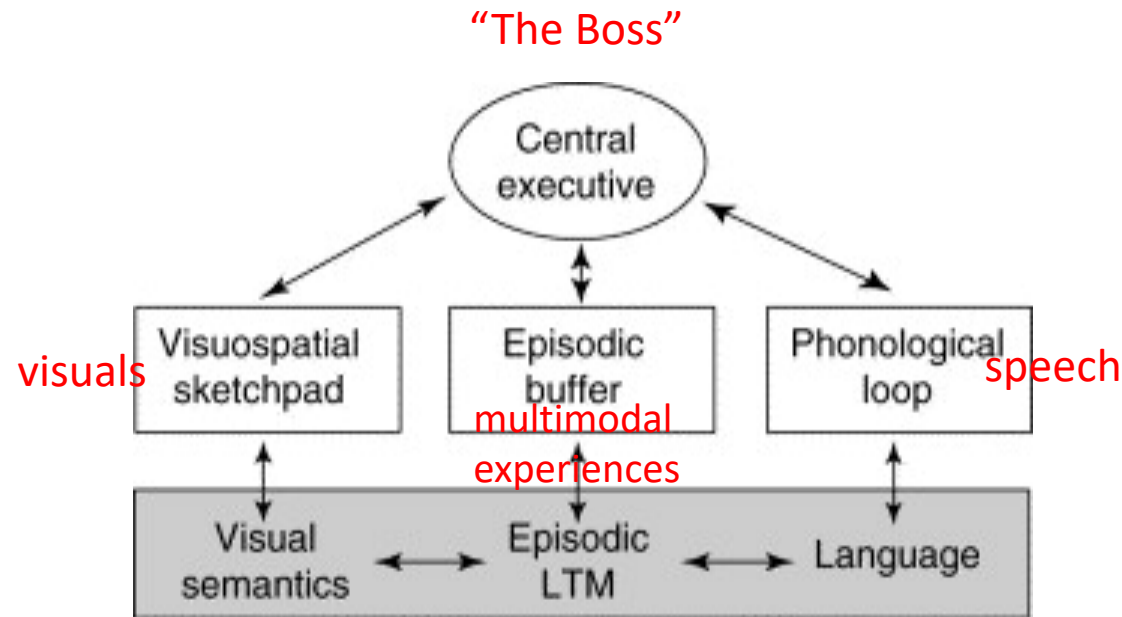 “The Boss”
Central
executive
visuals
Visuospatial
sketchpad
Episodic
buffer
multimodal
experiences
Phonological
loop
speech
Visual
semantics
Episodic
LTM
Language